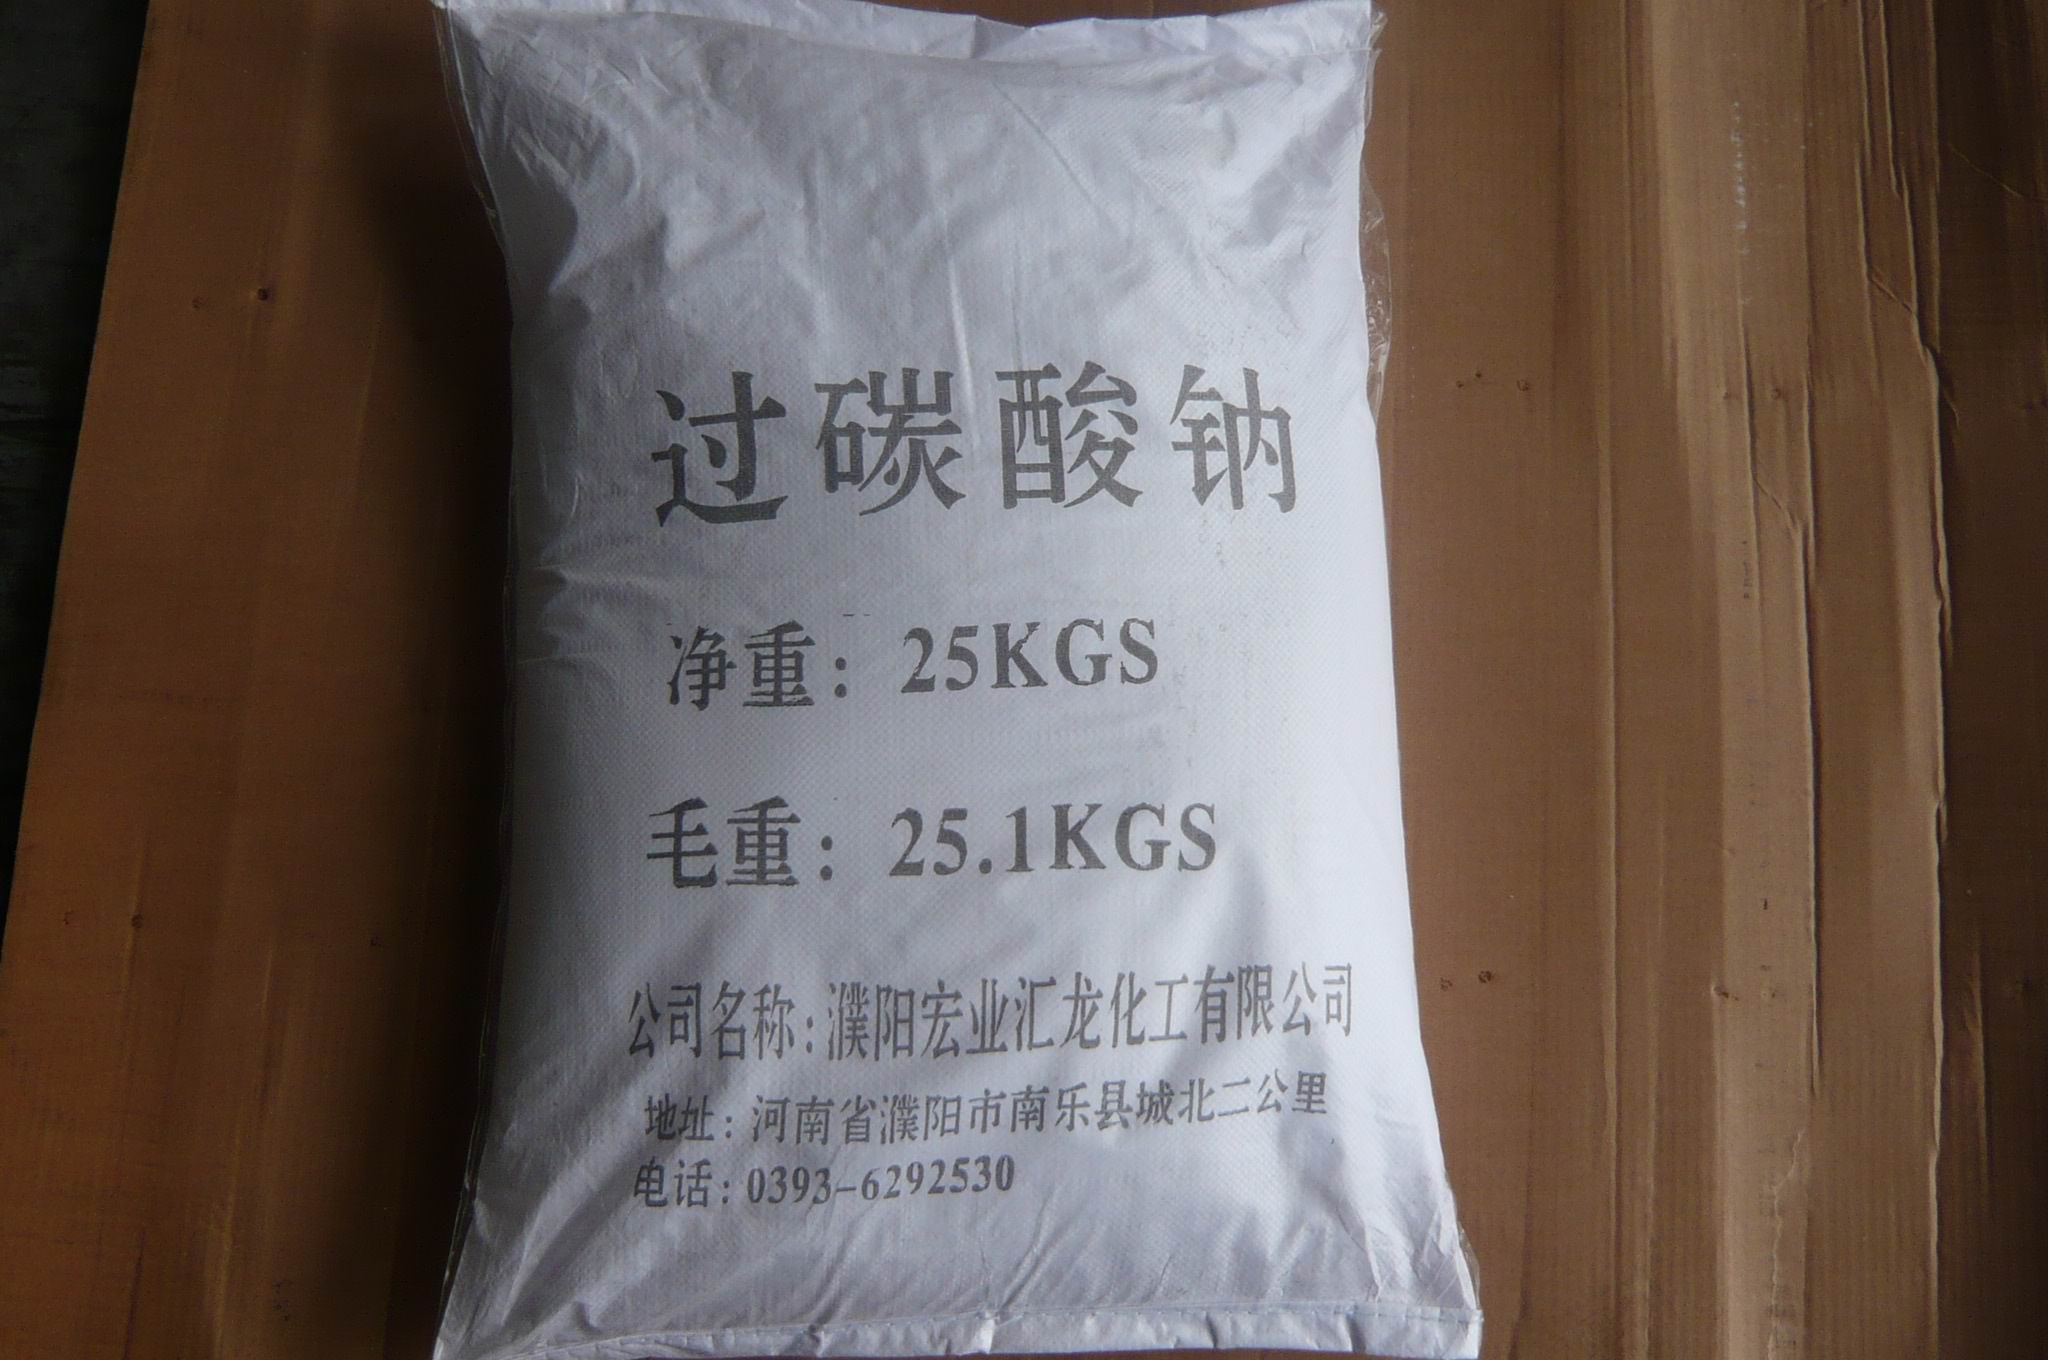 过碳酸钠
净重：25KGS
毛重：25.1KGS
公司名称：濮阳宏业汇龙化工有限公司
地址：河南省濮阳市南乐县城北二公里
电话：0393-6292530